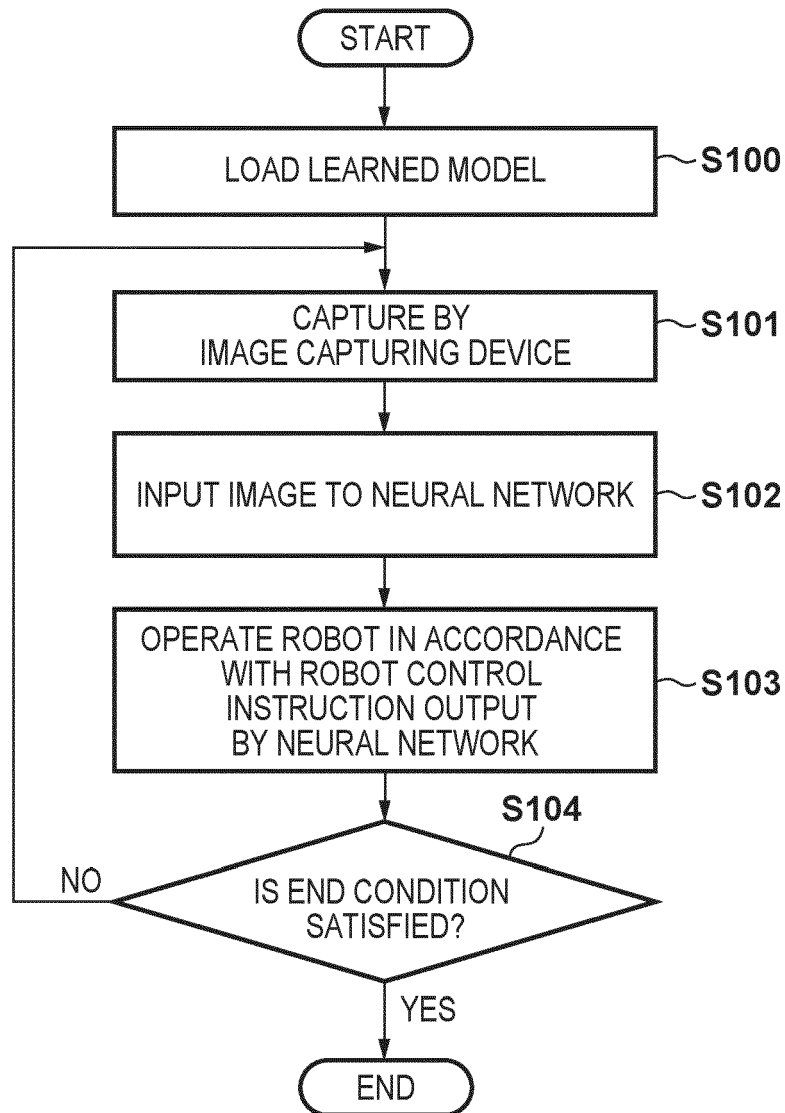 START
LOAD LEARNED MODEL
S100
CAPTURE BY
IMAGE CAPTURING DEVICE
S101
INPUT IMAGE TO NEURAL NETWORK
S102
OPERATE ROBOT IN ACCORDANCE
WITH ROBOT CONTROL
INSTRUCTION OUTPUT
BY NEURAL NETWORK
S103
S104
IS END CONDITION
SATISFIED?
NO
YES
END